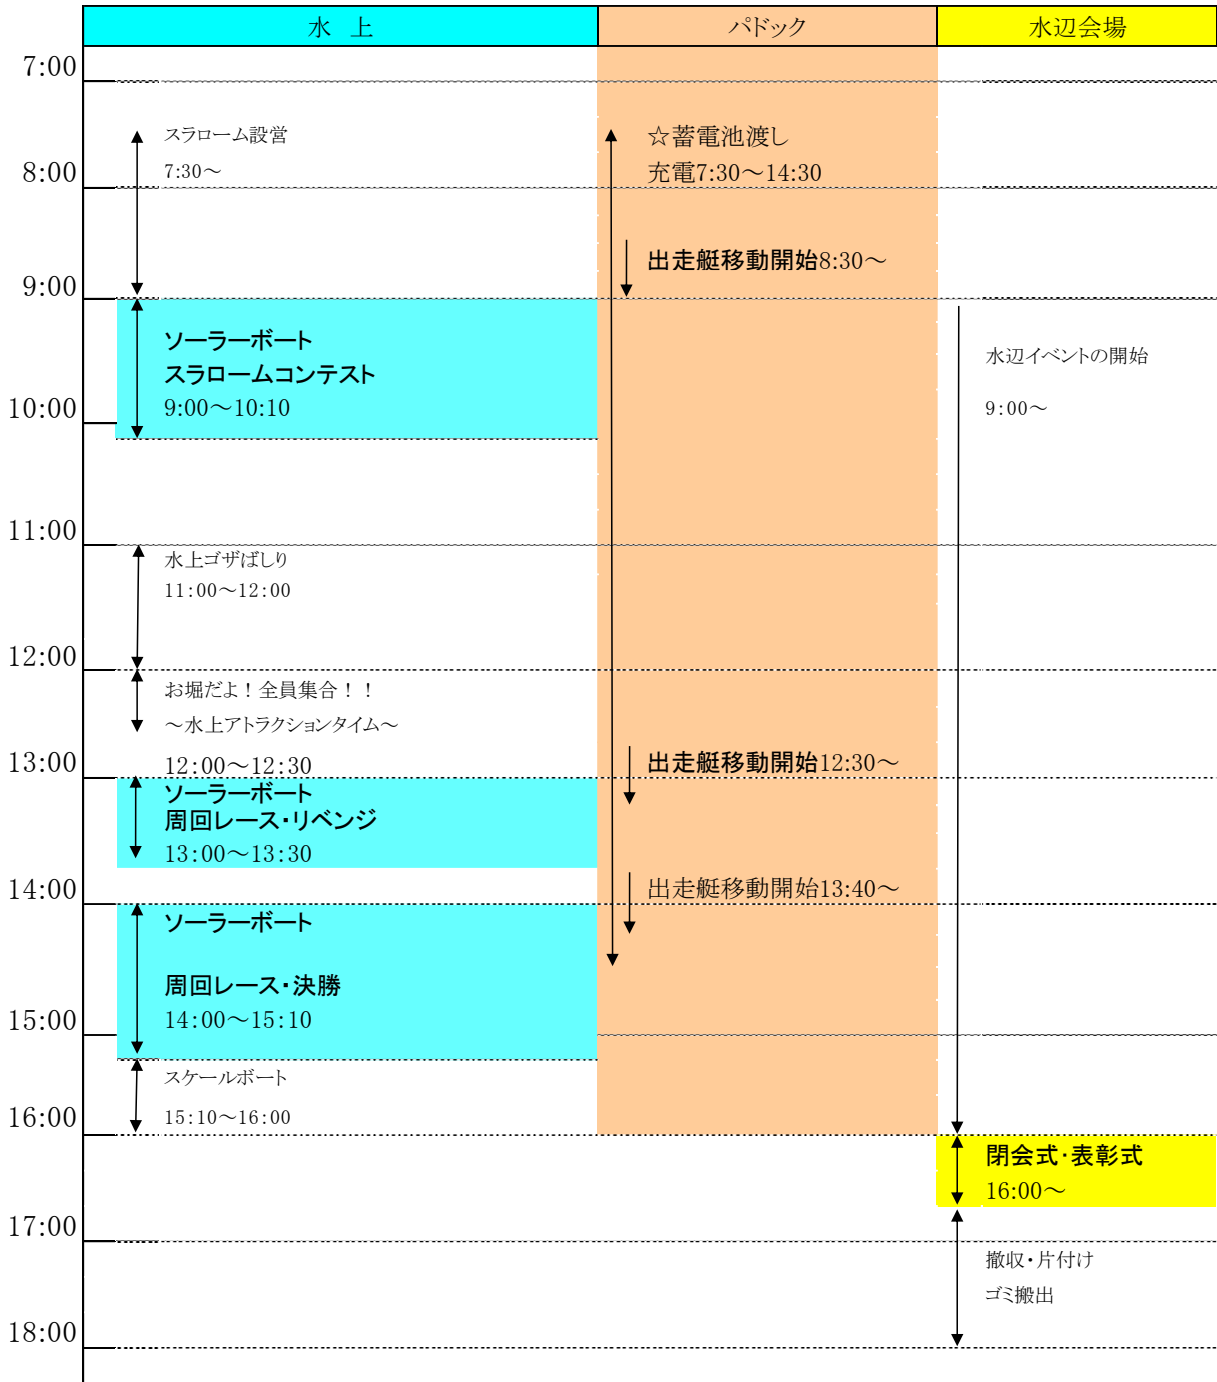 水 上
パドック
水辺会場
7:00
スラローム設営
7:30～
☆蓄電池渡し
充電7:30～14:30
8:00
出走艇移動開始8:30～
9:00
ソーラーボート
スラロームコンテスト
9:00～10:10
水辺イベントの開始
9:00～
10:00
11:00
水上ゴザばしり
11:00～12:00
12:00
お堀だよ！全員集合！！
～水上アトラクションタイム～
12:00～12:30
出走艇移動開始12:30～
13:00
ソーラーボート
周回レース・リベンジ
13:00～13:30
出走艇移動開始13:40～
14:00
ソーラーボート
周回レース・決勝
14:00～15:10
15:00
スケールボート
15:10～16:00
16:00
閉会式・表彰式
16:00～
17:00
撤収・片付け
ゴミ搬出
18:00